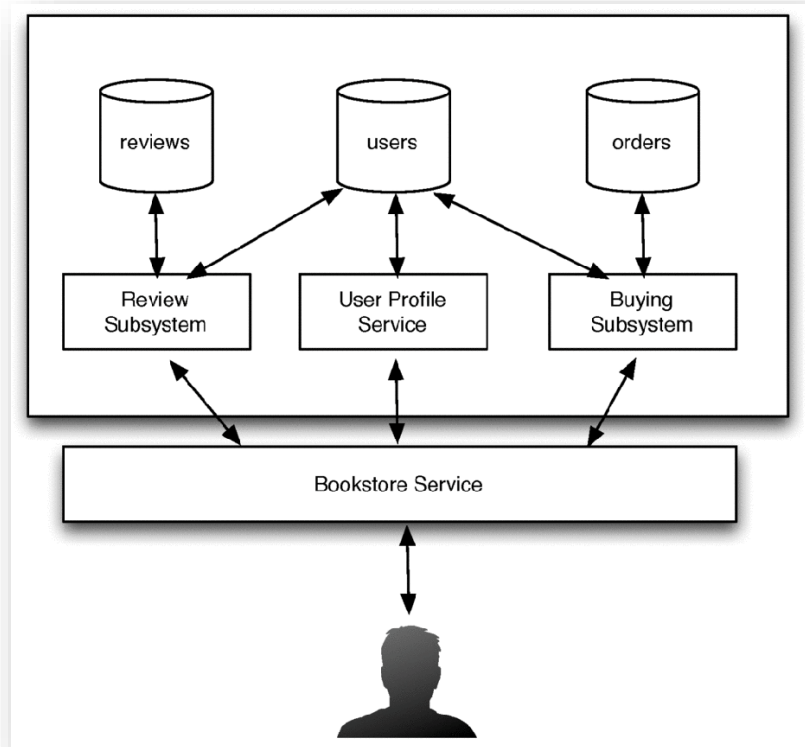 reviews
users
orders
Review
Subsystem
User Profile
Service
Buying
Subsystem
Bookstore Service